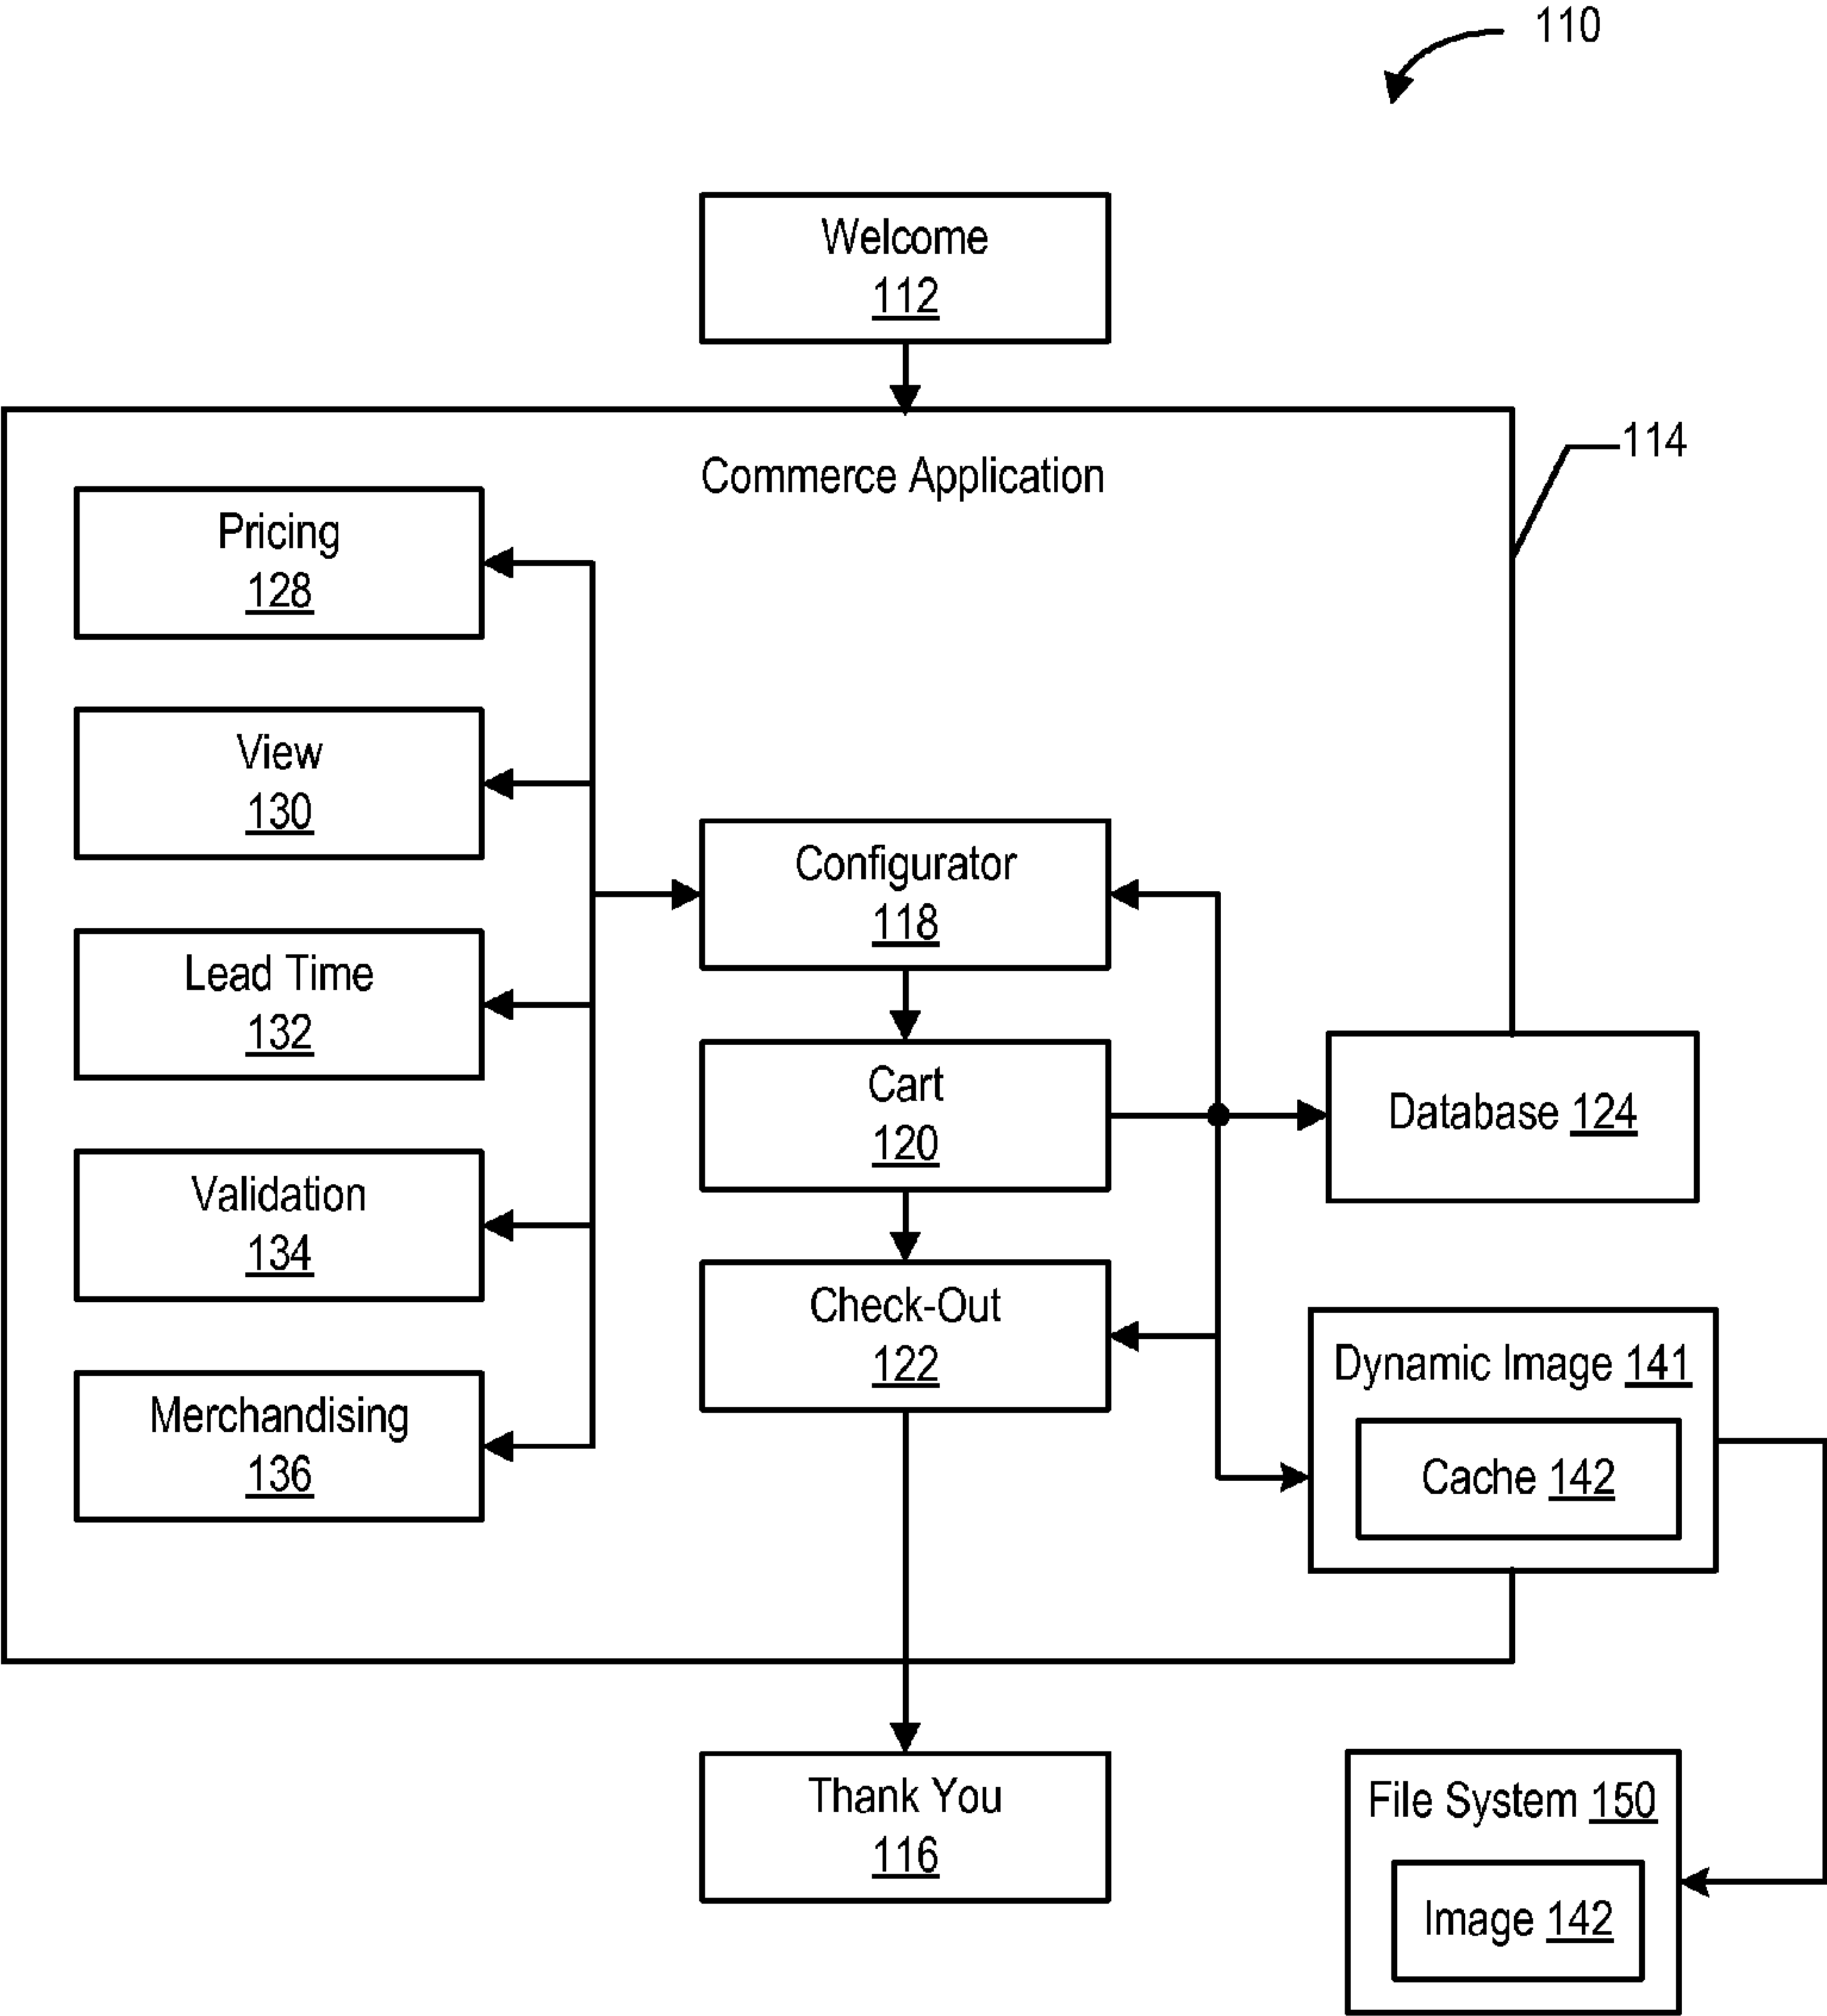 110
Welcome
112
114
Commerce Application
Pricing
128
View
130
Configurator
118
Lead Time
132
Cart
120
Database 124
Validation
134
Check-Out
122
Dynamic Image 141
Cache 142
Merchandising
136
Thank You
116
File System 150
Image 142